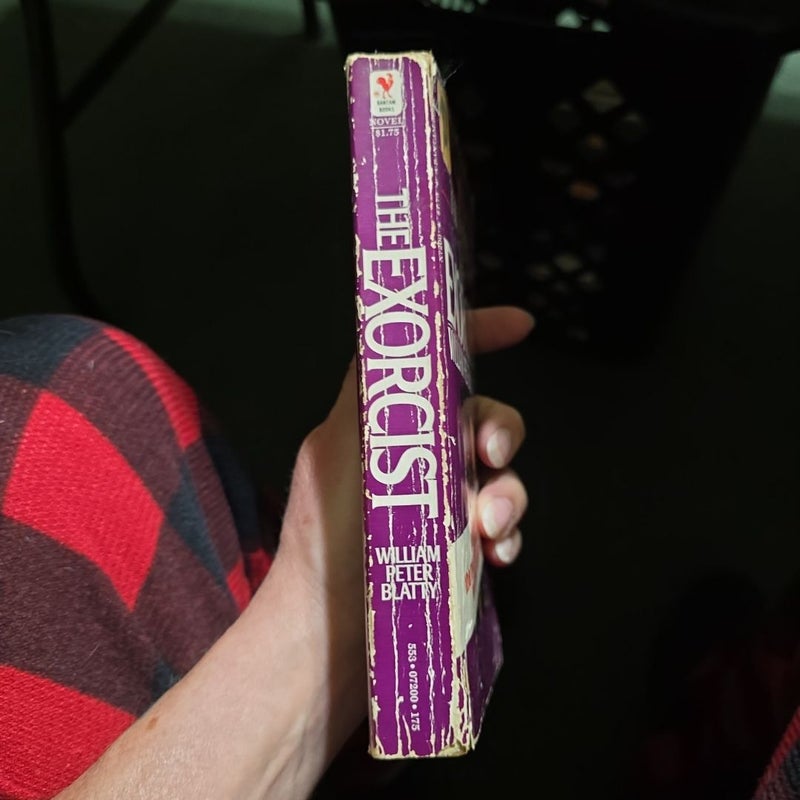 BANTAM
BOOKS
NOVEL
$1.75
THE EXORCIST
WILLIAM
PETER
BLATTY
553•07200•175